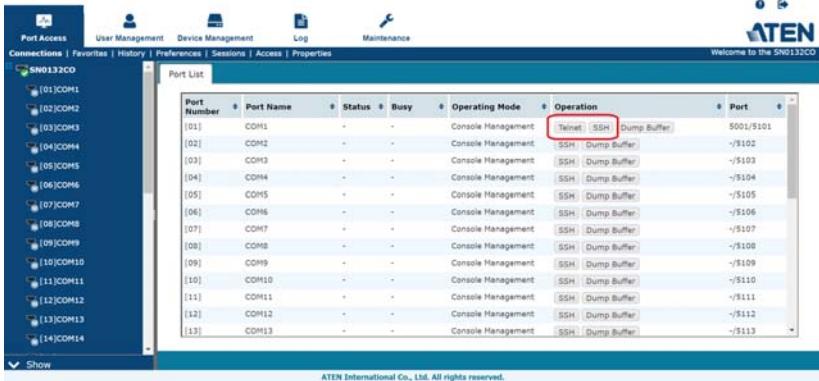 ATEN
Port Access User Management Device Management Log Maintenance
Connections | Favorites | History | Preferences | Sessions | Access | Properties Welcome to the SN0132CO
SN0132CO
[01]COM1
[02]COM2
[03]COM3
[04]COM4
[05]COM5
[06]COM6
[07]COM7
[08]COM8
[09]COM9
[10]COM10
[11]COM11
[12]COM12
[13]COM13
[14]COM14
Show
Port List
Port Number Port Name Status Busy Operating Mode Operation Port
[01] COM1 - - Console Management Telnet SSH Dump Buffer 5001/5101
[02] COM2 - - Console Management SSH Dump Buffer -/5102
[03] COM3 - - Console Management SSH Dump Buffer -/5103
[04] COM4 - - Console Management SSH Dump Buffer -/5104
[05] COM5 - - Console Management SSH Dump Buffer -/5105
[06] COM6 - - Console Management SSH Dump Buffer -/5106
[07] COM7 - - Console Management SSH Dump Buffer -/5107
[08] COM8 - - Console Management SSH Dump Buffer -/5108
[09] COM9 - - Console Management SSH Dump Buffer -/5109
[10] COM10 - - Console Management SSH Dump Buffer -/5110
[11] COM11 - - Console Management SSH Dump Buffer -/5111
[12] COM12 - - Console Management SSH Dump Buffer -/5112
[13] COM13 - - Console Management SSH Dump Buffer -/5113
ATEN International Co., Ltd. All rights reserved.